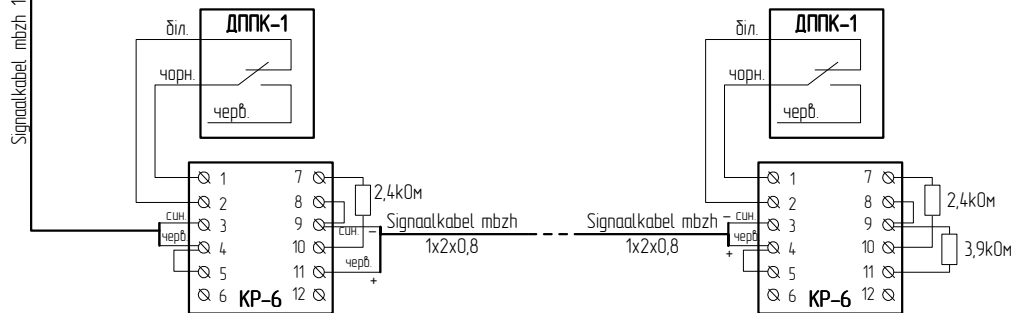 Signaalkabel mbzh 1
ДППК-1
біл.
чорн.
черв.
1
2
3
4
5
6
7
8
9
10
11
12
КР-6
син.
черв.
2,4кОм
син. –
черв.
+
Signaalkabel mbzh
1x2x0,8
Signaalkabel mbzh
1x2x0,8
ДППК-1
біл.
чорн.
черв.
– син.
черв.
+
1
2
3
4
5
6
7
8
9
10
11
12
КР-6
2,4кОм
3,9кОм